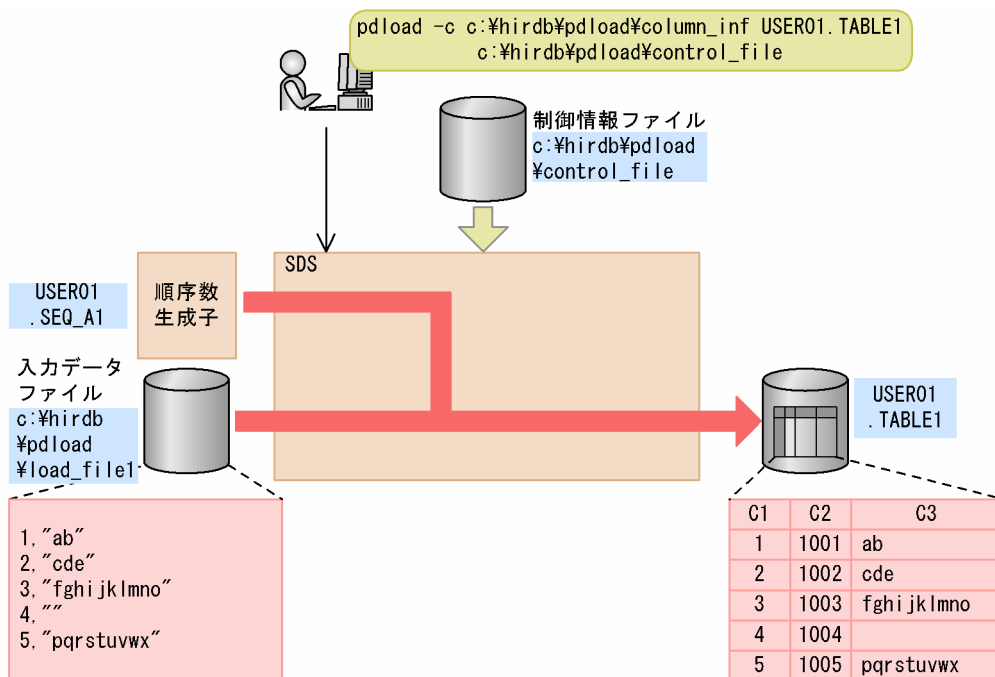 pdload -c c:¥hirdb¥pdload¥column_inf USER01.TABLE1
c:¥hirdb¥pdload¥control_file
制御情報ファイル
c:¥hirdb¥pdload
¥control_file
SDS
USER01
.SEQ_A1
順序数
生成子
入力データ
ファイル
c:¥hirdb
¥pdload
¥load_file1
USER01
.TABLE1
1,"ab"
2,"cde"
3,"fghijklmno"
4,""
5,"pqrstuvwx"
C1 C2 C3
1 1001 ab
2 1002 cde
3 1003 fghijklmno
4 1004
5 1005 pqrstuvwx